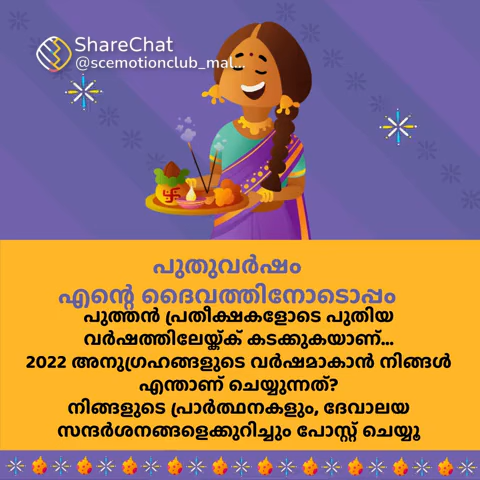 ShareChat
@scemotionclub_mal...
പുതുവർഷം
എന്റെ ദൈവത്തിനോടൊപ്പം
പുത്തൻ പ്രതീക്ഷകളോടെ പുതിയ
വർഷത്തിലേയ്ക്ക് കടക്കുകയാണ്...
2022 അനുഗ്രഹങ്ങളുടെ വർഷമാകാൻ നിങ്ങൾ
എന്താണ് ചെയ്യുന്നത്?
നിങ്ങളുടെ പ്രാർത്ഥനകളും, ദേവാലയ
സന്ദർശനങ്ങളെക്കുറിച്ചും പോസ്റ്റ് ചെയ്യൂ